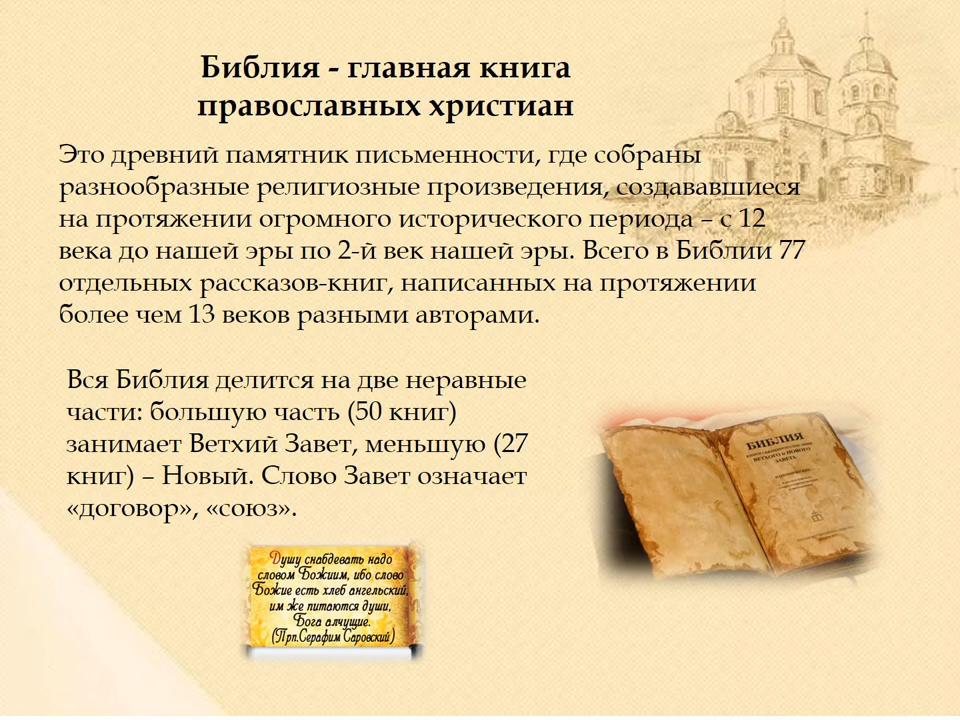 Библия - главная книга
православных христиан
Это древний памятник письменности, где собраны
разнообразные религиозные произведения, создававшиеся
на протяжении огромного исторического периода – с 12
века до нашей эры по 2-й век нашей эры. Всего в Библии 77
отдельных рассказов-книг, написанных на протяжении
более чем 13 веков разными авторами.
Вся Библия делится на две неравные
части: большую часть (50 книг)
занимает Ветхий Завет, меньшую (27
книг) – Новый. Слово Завет означает
«договор», «союз».
БИБЛИЯ
ВЕТХОГО И НОВОГО
ЗАВЕТА
Душу снабдевать надо
словом Божиим, ибо слово
Божие есть хлеб ангельский,
им же питаются души,
Бога алчущие.
(Прп.Серафим Саровский)